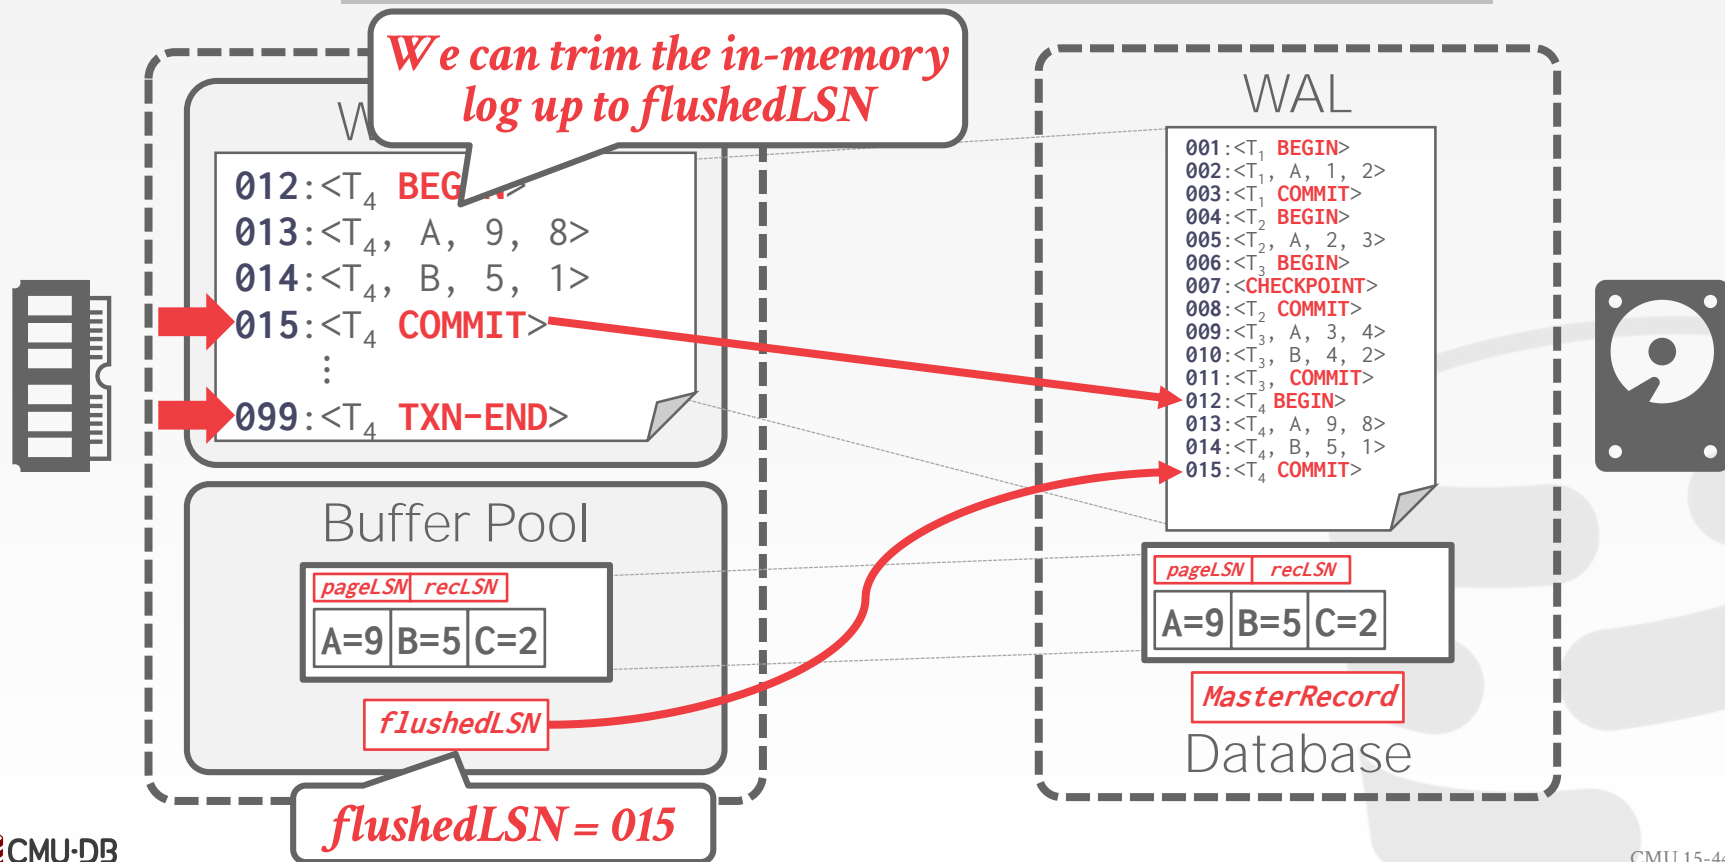 We can trim the in-memory
log up to flushedLSN
W
012:<T4 BEG
013:<T4, A, 9, 8>
014:<T4, B, 5, 1>
015:<T4 COMMIT>
⋮
099:<T4 TXN-END>
Buffer Pool
pageLSN recLSN
A=9 B=5 C=2
flushedLSN
flushedLSN = 015
WAL
001:<T1 BEGIN>
002:<T1, A, 1, 2>
003:<T1 COMMIT>
004:<T2 BEGIN>
005:<T2, A, 2, 3>
006:<T3 BEGIN>
007:<CHECKPOINT>
008:<T2 COMMIT>
009:<T3, A, 3, 4>
010:<T3, B, 4, 2>
011:<T3, COMMIT>
012:<T4 BEGIN>
013:<T4, A, 9, 8>
014:<T4, B, 5, 1>
015:<T4 COMMIT>
pageLSN recLSN
A=9 B=5 C=2
MasterRecord
Database
CMU·DB
CMU 15-44